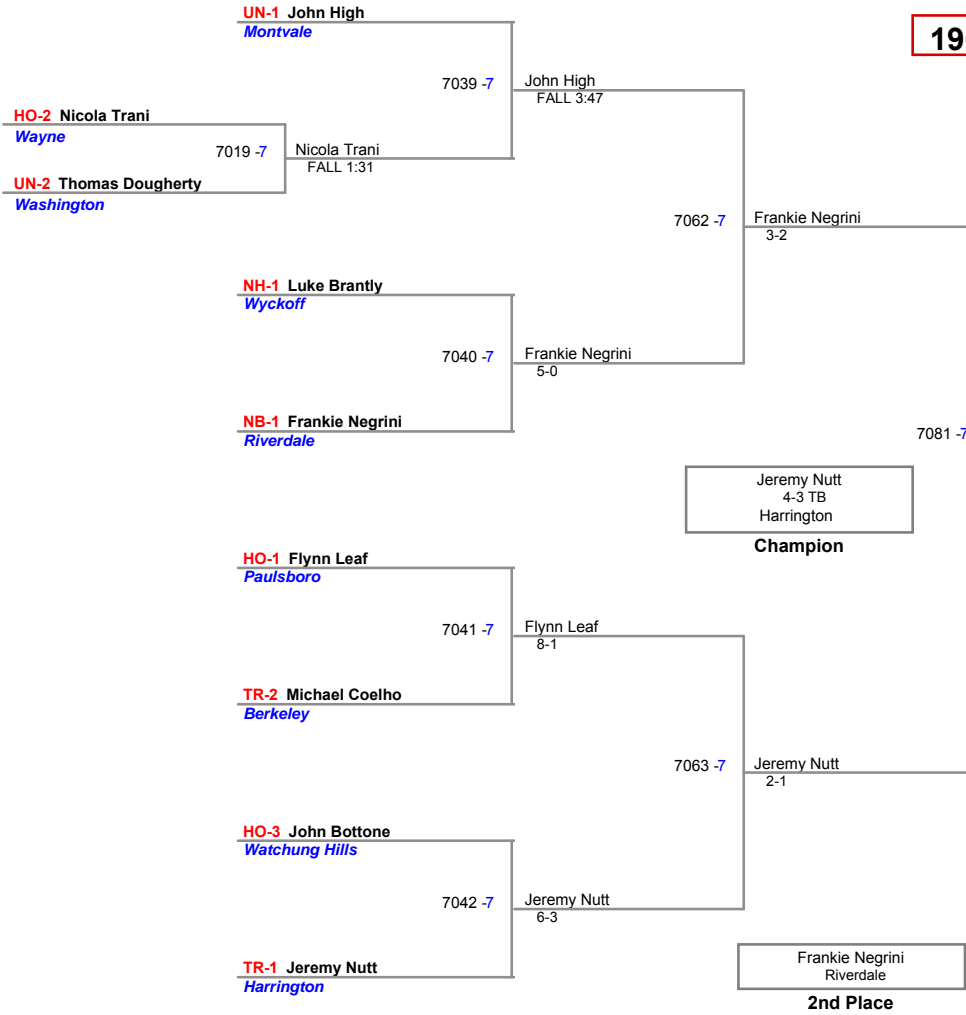 UN-1 John High
Montvale
19
7039 -7
John High
FALL 3:47
HO-2 Nicola Trani
Wayne
7019 -7
Nicola Trani
FALL 1:31
UN-2 Thomas Dougherty
Washington
7062 -7
Frankie Negrini
3-2
NH-1 Luke Brantly
Wyckoff
7040 -7
Frankie Negrini
5-0
NB-1 Frankie Negrini
Riverdale
7081 -7
Jeremy Nutt
4-3 TB
Harrington
Champion
HO-1 Flynn Leaf
Paulsboro
7041 -7
Flynn Leaf
8-1
TR-2 Michael Coelho
Berkeley
7063 -7
Jeremy Nutt
2-1
HO-3 John Bottone
Watchung Hills
7042 -7
Jeremy Nutt
6-3
TR-1 Jeremy Nutt
Harrington
Frankie Negrini
Riverdale
2nd Place